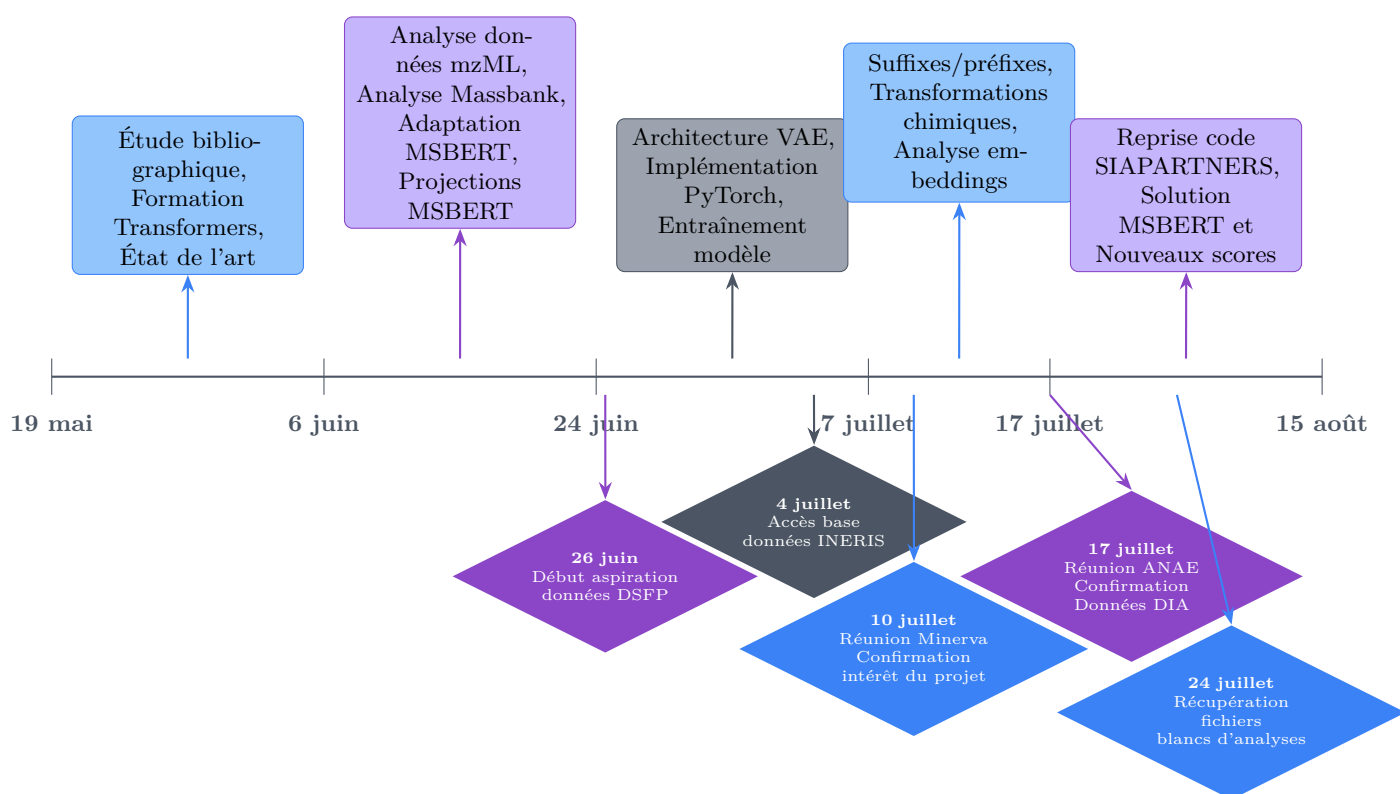 Étude biblio-
graphique,
Formation
Transformers,
État de l'art
Analyse don-
nées mzML,
Analyse Massbank,
Adaptation
MSBERT,
Projections
MSBERT
Architecture VAE,
Implémentation
PyTorch,
Entraînement
modèle
Suffixes/préfixes,
Transformations
chimiques,
Analyse em-
beddings
Reprise code
SIAPARTNERS,
Solution
MSBERT et
Nouveaux scores
19 mai
6 juin
24 juin
7 juillet
17 juillet
15 août
26 juin
Début aspiration
données DSFP
4 juillet
Accès base
données INERIS
10 juillet
Réunion Minerva
Confirmation
intérêt du projet
17 juillet
Réunion ANAE
Confirmation
Données DIA
24 juillet
Récupération
fichiers
blancs d'analyses